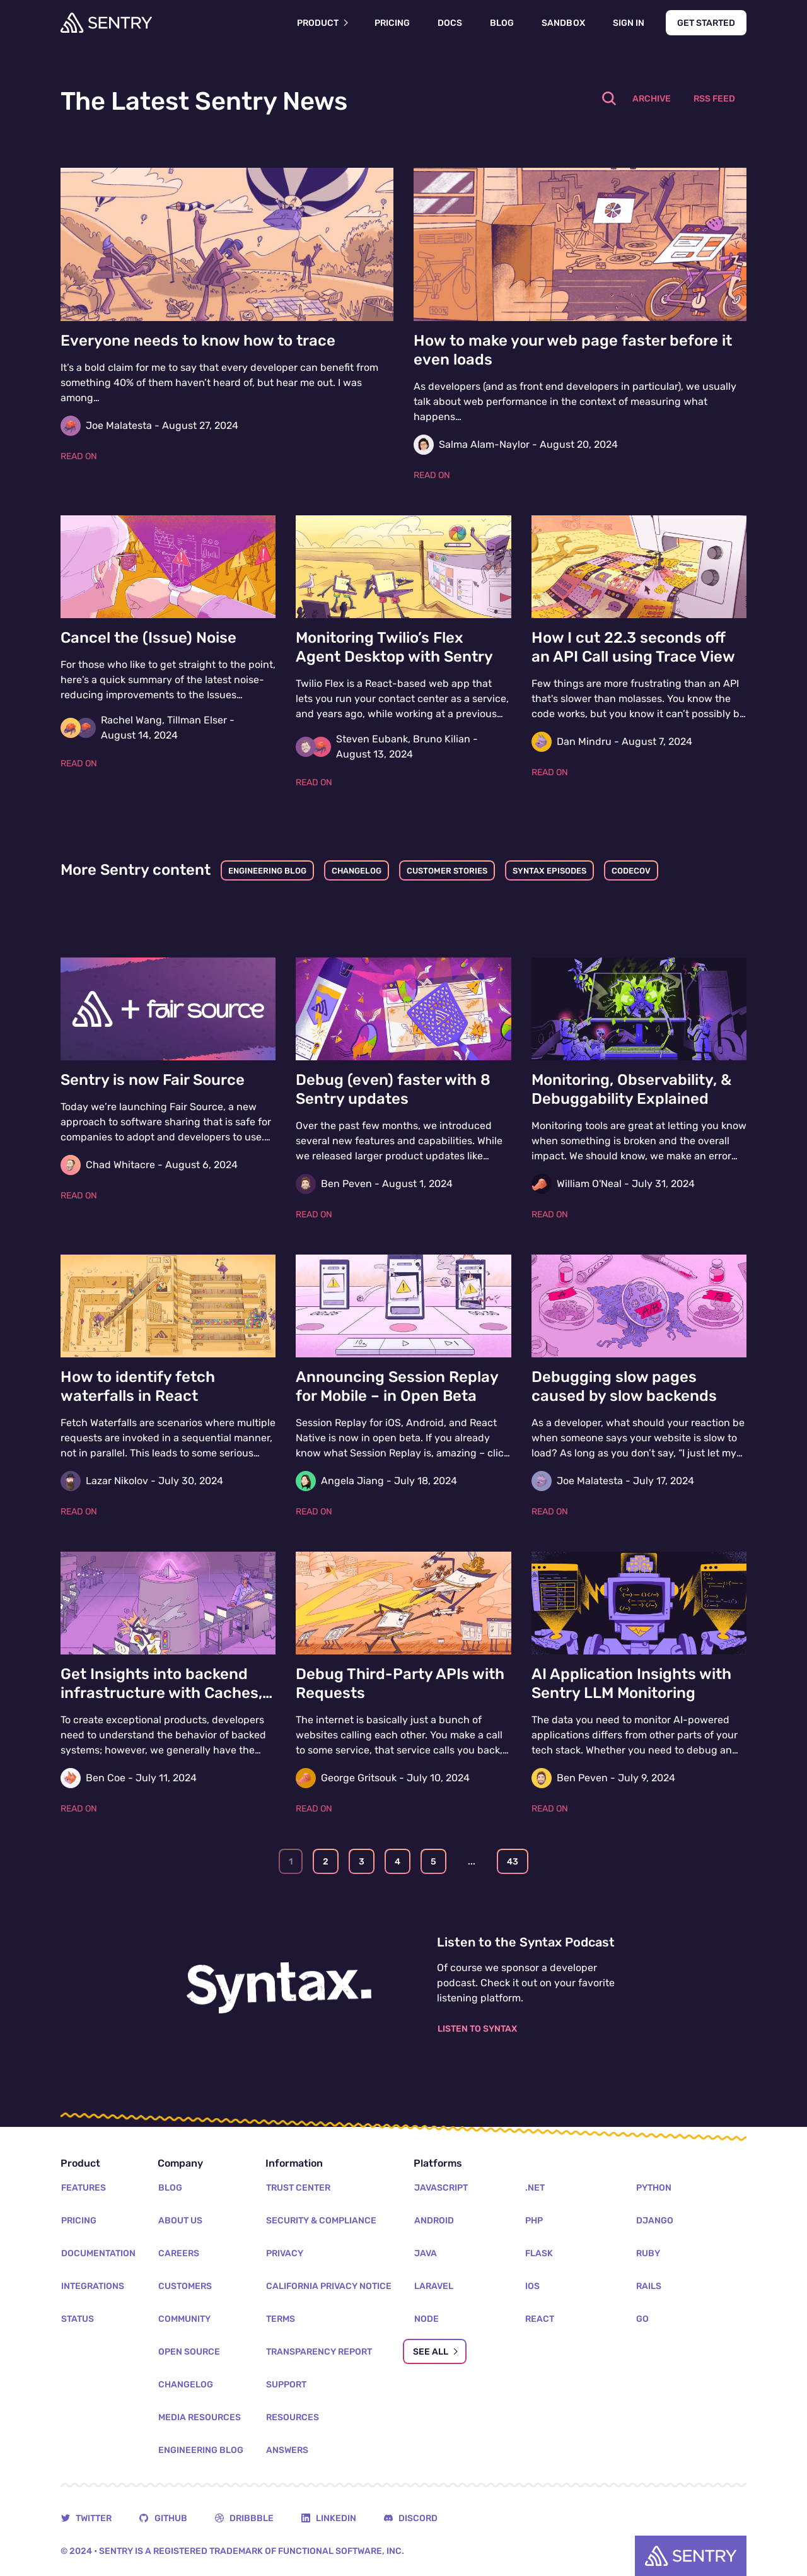 SENTRY
PRODUCT
PRICING
DOCS
BLOG
SANDBOX
SIGN IN
GET STARTED
The Latest Sentry News
ARCHIVE
RSS FEED
Everyone needs to know how to trace
It's a bold claim for me to say that every developer can benefit from
something 40% of them haven't heard of, but hear me out. I was
among…
Joe Malatesta - August 27, 2024
READ ON
How to make your web page faster before it
even loads
As developers (and as front end developers in particular), we usually
talk about web performance in the context of measuring what
happens…
Salma Alam-Naylor - August 20, 2024
READ ON
Cancel the (Issue) Noise
For those who like to get straight to the point,
here's a quick summary of the latest noise-
reducing improvements to the Issues…
Rachel Wang, Tillman Elser -
August 14, 2024
READ ON
Monitoring Twilio's Flex
Agent Desktop with Sentry
Twilio Flex is a React-based web app that
lets you run your contact center as a service,
and years ago, while working at a previous…
Steven Eubank, Bruno Kilian -
August 13, 2024
READ ON
How I cut 22.3 seconds off
an API Call using Trace View
Few things are more frustrating than an API
that's slower than molasses. You know the
code works, but you know it can't possibly b…
Dan Mindru - August 7, 2024
READ ON
More Sentry content
ENGINEERING BLOG
CHANGELOG
CUSTOMER STORIES
SYNTAX EPISODES
CODECOV
+ fair source
Sentry is now Fair Source
Today we're launching Fair Source, a new
approach to software sharing that is safe for
companies to adopt and developers to use.…
Chad Whitacre - August 6, 2024
READ ON
Debug (even) faster with 8
Sentry updates
Over the past few months, we introduced
several new features and capabilities. While
we released larger product updates like…
Ben Peven - August 1, 2024
READ ON
Monitoring, Observability, &
Debuggability Explained
Monitoring tools are great at letting you know
when something is broken and the overall
impact. We should know, we make an error…
William O'Neal - July 31, 2024
READ ON
How to identify fetch
waterfalls in React
Fetch Waterfalls are scenarios where multiple
requests are invoked in a sequential manner,
not in parallel. This leads to some serious…
Lazar Nikolov - July 30, 2024
READ ON
Announcing Session Replay
for Mobile – in Open Beta
Session Replay for iOS, Android, and React
Native is now in open beta. If you already
know what Session Replay is, amazing – clic…
Angela Jiang - July 18, 2024
READ ON
A
A/B
B
Debugging slow pages
caused by slow backends
As a developer, what should your reaction be
when someone says your website is slow to
load? As long as you don't say, "I just let my…
Joe Malatesta - July 17, 2024
READ ON
Get Insights into backend
infrastructure with Caches,…
To create exceptional products, developers
need to understand the behavior of backed
systems; however, we generally have the…
Ben Coe - July 11, 2024
READ ON
Debug Third-Party APIs with
Requests
The internet is basically just a bunch of
websites calling each other. You make a call
to some service, that service calls you back,…
George Gritsouk - July 10, 2024
READ ON
AI Application Insights with
Sentry LLM Monitoring
The data you need to monitor AI-powered
applications differs from other parts of your
tech stack. Whether you need to debug an…
Ben Peven - July 9, 2024
READ ON
1
2
3
4
5
...
43
Syntax.
Listen to the Syntax Podcast
Of course we sponsor a developer
podcast. Check it out on your favorite
listening platform.
LISTEN TO SYNTAX
Product
FEATURES
PRICING
DOCUMENTATION
INTEGRATIONS
STATUS
Company
BLOG
ABOUT US
CAREERS
CUSTOMERS
COMMUNITY
OPEN SOURCE
CHANGELOG
MEDIA RESOURCES
ENGINEERING BLOG
Information
TRUST CENTER
SECURITY & COMPLIANCE
PRIVACY
CALIFORNIA PRIVACY NOTICE
TERMS
TRANSPARENCY REPORT
SUPPORT
RESOURCES
ANSWERS
Platforms
JAVASCRIPT
ANDROID
JAVA
LARAVEL
NODE
.NET
PHP
FLASK
IOS
REACT
PYTHON
DJANGO
RUBY
RAILS
GO
SEE ALL
TWITTER
GITHUB
DRIBBBLE
LINKEDIN
DISCORD
© 2024 • SENTRY IS A REGISTERED TRADEMARK OF FUNCTIONAL SOFTWARE, INC.
SENTRY